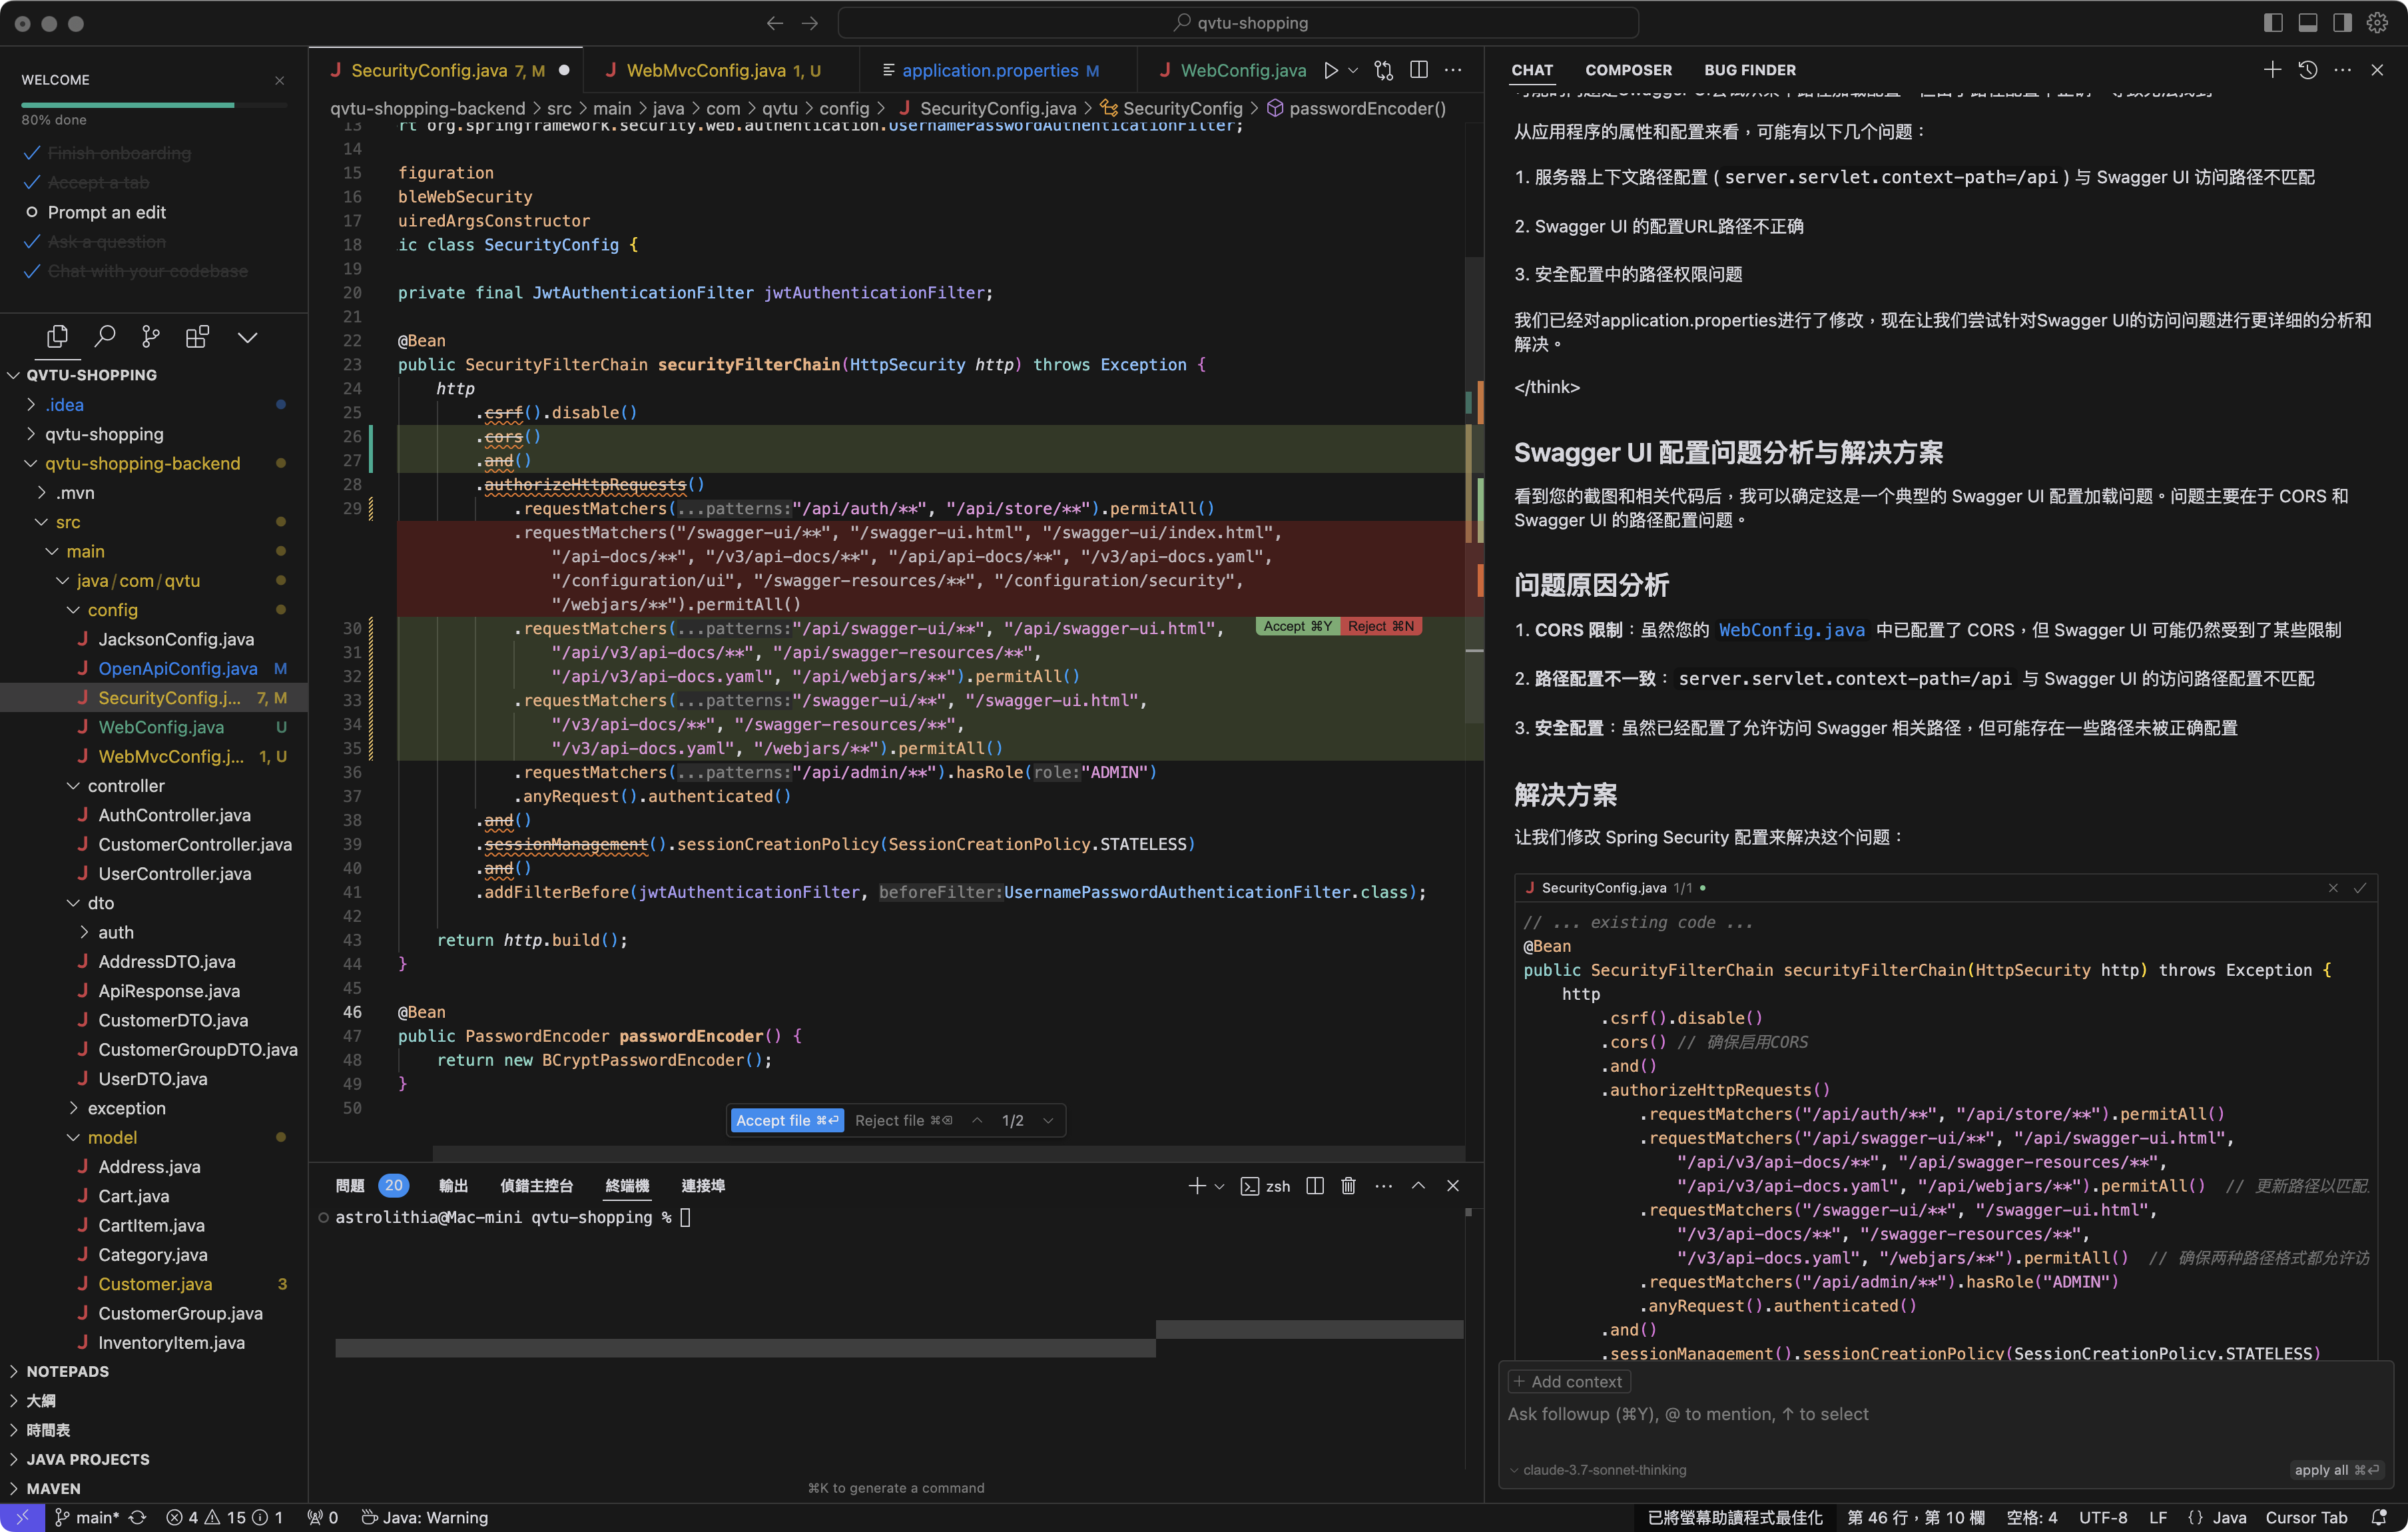 qvtu-shopping
WELCOME
80% done
Finish onboarding
Accept a tab
Prompt an edit
Ask a question
Chat with your codebase
QVTU-SHOPPING
.idea
qvtu-shopping
qvtu-shopping-backend
.mvn
src
main
java/com/qvtu
config
JacksonConfig.java
OpenApiConfig.java M
SecurityConfig.j... 7, M
WebConfig.java U
WebMvcConfig.j... 1, U
controller
AuthController.java
CustomerController.java
UserController.java
dto
auth
AddressDTO.java
ApiResponse.java
CustomerDTO.java
CustomerGroupDTO.java
UserDTO.java
exception
model
Address.java
Cart.java
CartItem.java
Category.java
Customer.java 3
CustomerGroup.java
InventoryItem.java
NOTEPADS
大綱
時間表
JAVA PROJECTS
MAVEN
SecurityConfig.java 7, M
WebMvcConfig.java 1, U
application.properties M
WebConfig.java
qvtu-shopping-backend > src > main > java > com > qvtu > config > SecurityConfig.java > SecurityConfig > passwordEncoder()
13 rt org.springframework.security.web.authentication.UsernamePasswordAuthenticationFilter;
14
15 figuration
16 bleWebSecurity
17 uiredArgsConstructor
18 ic class SecurityConfig {
19
20 private final JwtAuthenticationFilter jwtAuthenticationFilter;
21
22 @Bean
23 public SecurityFilterChain securityFilterChain(HttpSecurity http) throws Exception {
24 http
25 .csrf().disable()
26 .cors()
27 .and()
28 .authorizeHttpRequests()
29 .requestMatchers(...patterns:"/api/auth/**", "/api/store/**").permitAll()
.requestMatchers("/swagger-ui/**", "/swagger-ui.html", "/swagger-ui/index.html",
"/api-docs/**", "/v3/api-docs/**", "/api/api-docs/**", "/v3/api-docs.yaml",
"/configuration/ui", "/swagger-resources/**", "/configuration/security",
"/webjars/**").permitAll()
30 .requestMatchers(...patterns:"/api/swagger-ui/**", "/api/swagger-ui.html", Accept ⌘Y Reject ⌘N
31 "/api/v3/api-docs/**", "/api/swagger-resources/**",
32 "/api/v3/api-docs.yaml", "/api/webjars/**").permitAll()
33 .requestMatchers(...patterns:"/swagger-ui/**", "/swagger-ui.html",
34 "/v3/api-docs/**", "/swagger-resources/**",
35 "/v3/api-docs.yaml", "/webjars/**").permitAll()
36 .requestMatchers(...patterns:"/api/admin/**").hasRole(role:"ADMIN")
37 .anyRequest().authenticated()
38 .and()
39 .sessionManagement().sessionCreationPolicy(SessionCreationPolicy.STATELESS)
40 .and()
41 .addFilterBefore(jwtAuthenticationFilter, beforeFilter:UsernamePasswordAuthenticationFilter.class);
42
43 return http.build();
44 }
45
46 @Bean
47 public PasswordEncoder passwordEncoder() {
48 return new BCryptPasswordEncoder();
49 }
50
Accept file ⌘⏎ Reject file ⌘⌫ 1/2
問題 20 輸出 偵錯主控台 終端機 連接埠
zsh
astrolithia@Mac-mini qvtu-shopping %
⌘K to generate a command
CHAT COMPOSER BUG FINDER
从应用程序的属性和配置来看，可能有以下几个问题：
1. 服务器上下文路径配置 ( server.servlet.context-path=/api ) 与 Swagger UI 访问路径不匹配
2. Swagger UI 的配置URL路径不正确
3. 安全配置中的路径权限问题
我们已经对application.properties进行了修改，现在让我们尝试针对Swagger UI的访问问题进行更详细的分析和
解决。
</think>
Swagger UI 配置问题分析与解决方案
看到您的截图和相关代码后，我可以确定这是一个典型的 Swagger UI 配置加载问题。问题主要在于 CORS 和
Swagger UI 的路径配置问题。
问题原因分析
1. CORS 限制：虽然您的 WebConfig.java 中已配置了 CORS，但 Swagger UI 可能仍然受到了某些限制
2. 路径配置不一致： server.servlet.context-path=/api 与 Swagger UI 的访问路径配置不匹配
3. 安全配置：虽然已经配置了允许访问 Swagger 相关路径，但可能存在一些路径未被正确配置
解决方案
让我们修改 Spring Security 配置来解决这个问题：
SecurityConfig.java 1/1
// ... existing code ...
@Bean
public SecurityFilterChain securityFilterChain(HttpSecurity http) throws Exception {
http
.csrf().disable()
.cors() // 确保启用CORS
.and()
.authorizeHttpRequests()
.requestMatchers("/api/auth/**", "/api/store/**").permitAll()
.requestMatchers("/api/swagger-ui/**", "/api/swagger-ui.html",
"/api/v3/api-docs/**", "/api/swagger-resources/**",
"/api/v3/api-docs.yaml", "/api/webjars/**").permitAll() // 更新路径以匹配
.requestMatchers("/swagger-ui/**", "/swagger-ui.html",
"/v3/api-docs/**", "/swagger-resources/**",
"/v3/api-docs.yaml", "/webjars/**").permitAll() // 确保两种路径格式都允许访
.requestMatchers("/api/admin/**").hasRole("ADMIN")
.anyRequest().authenticated()
.and()
.sessionManagement().sessionCreationPolicy(SessionCreationPolicy.STATELESS)
+ Add context
Ask followup (⌘Y), @ to mention, ↑ to select
claude-3.7-sonnet-thinking
apply all ⌘⏎
main* 4 15 1 0 Java: Warning
已將螢幕助讀程式最佳化 第 46 行，第 10 欄 空格: 4 UTF-8 LF {} Java Cursor Tab